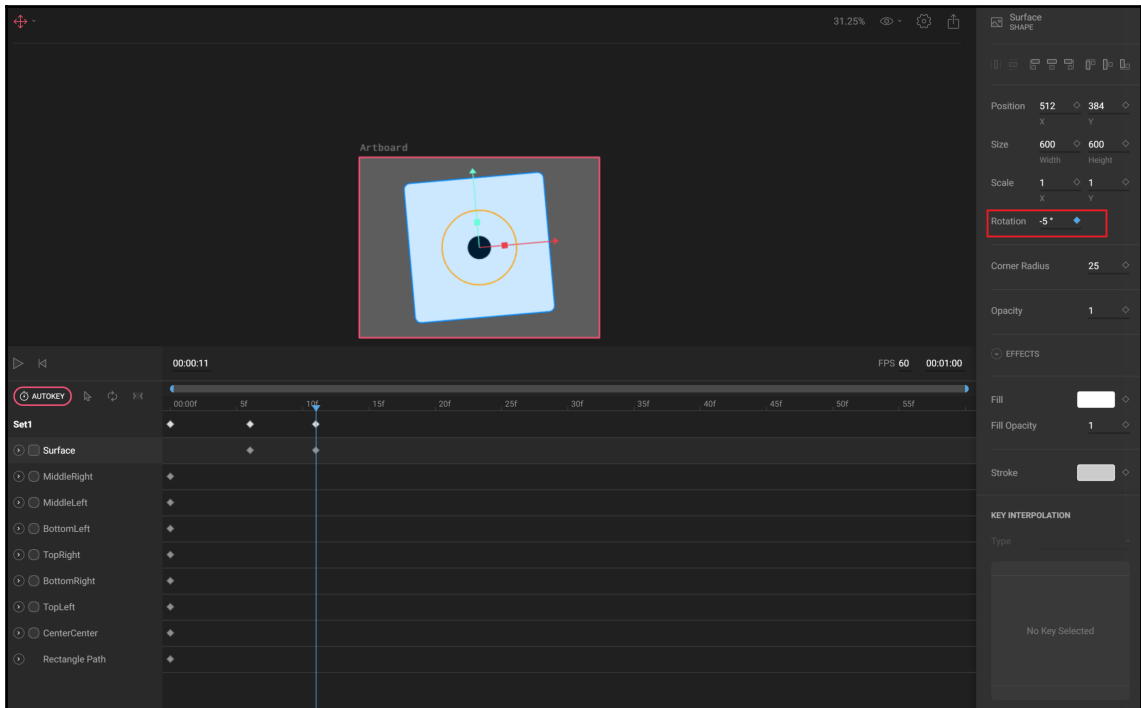 31.25%
Surface
SHAPE
Position 512 384
X Y
Size 600 600
Width Height
Scale 1 1
X Y
Rotation -5°
Corner Radius 25
Opacity 1
EFFECTS
Fill
Fill Opacity 1
Stroke
KEY INTERPOLATION
Type
No Key Selected
Artboard
00:00:11 FPS 60 00:01:00
AUTOKEY
00:00f 5f 10f 15f 20f 25f 30f 35f 40f 45f 50f 55f
Set1
Surface
MiddleRight
MiddleLeft
BottomLeft
TopRight
BottomRight
TopLeft
CenterCenter
Rectangle Path